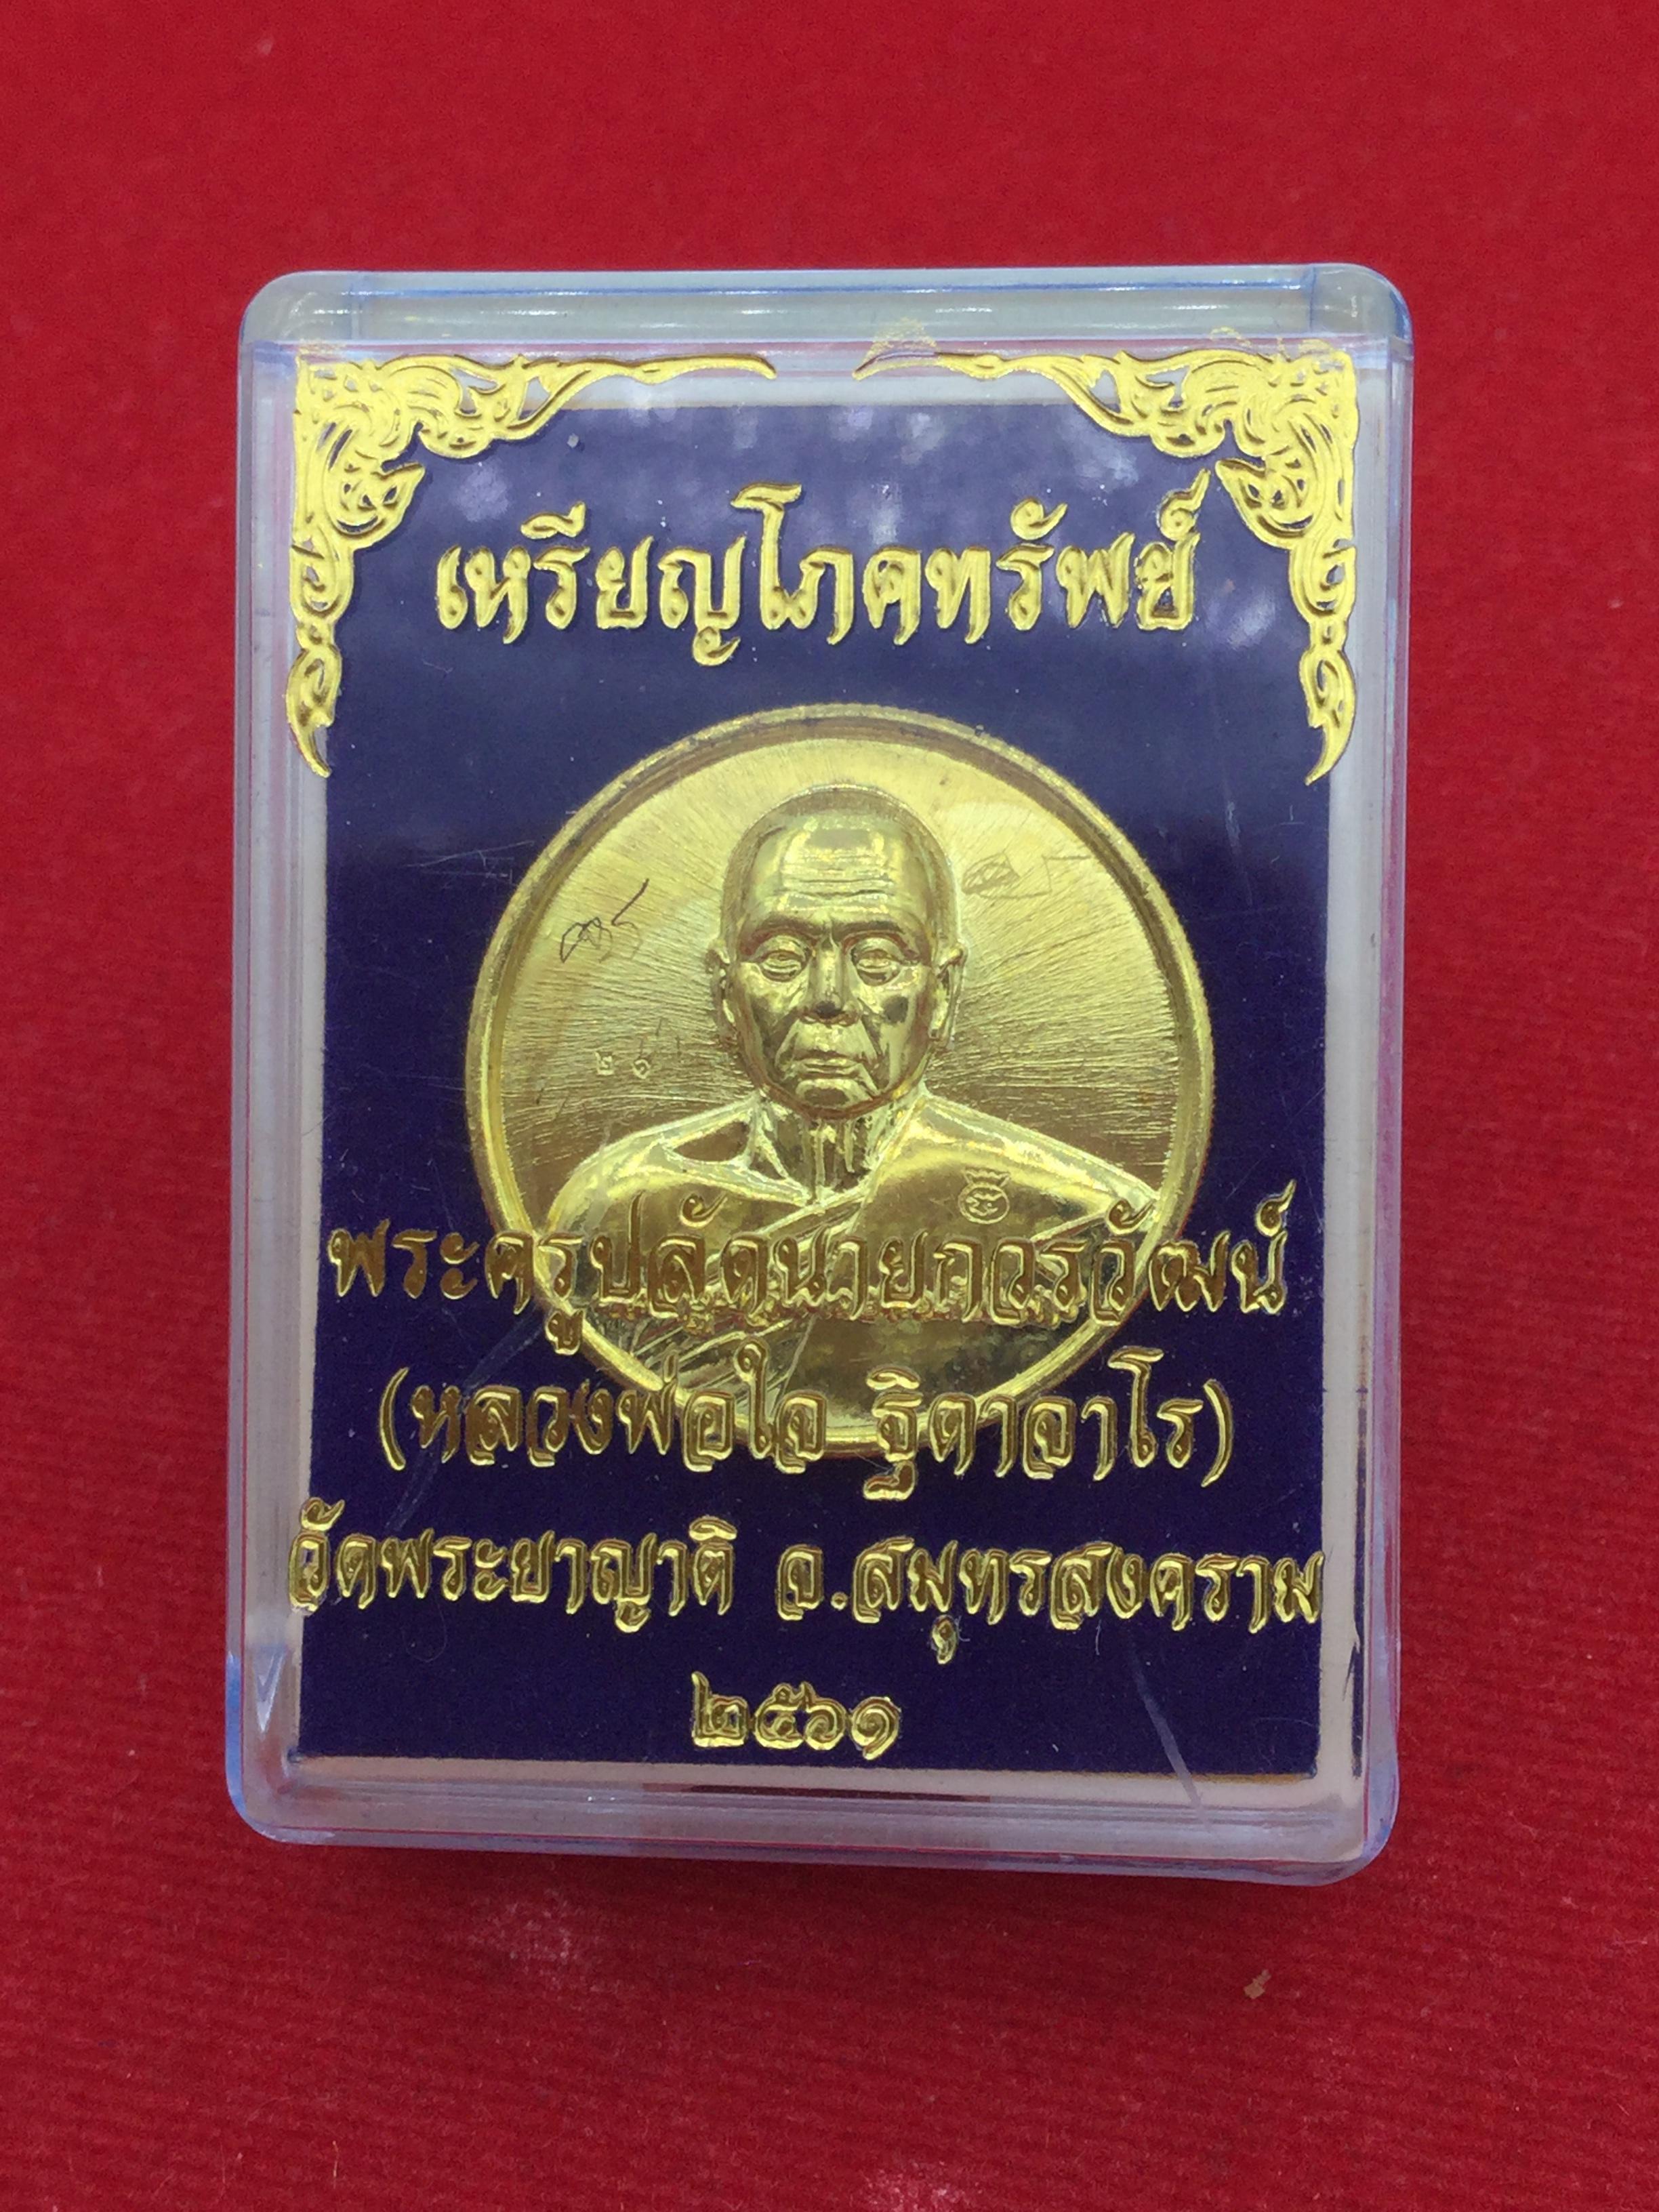 เหรียญโภคทรัพย์
๒๑
พระครูปลัดนายกวรวัฒน์
(หลวงพ่อใจ ฐิตาจาโร)
วัดพระยาญาติ จ.สมุทรสงคราม
๒๕๖๑